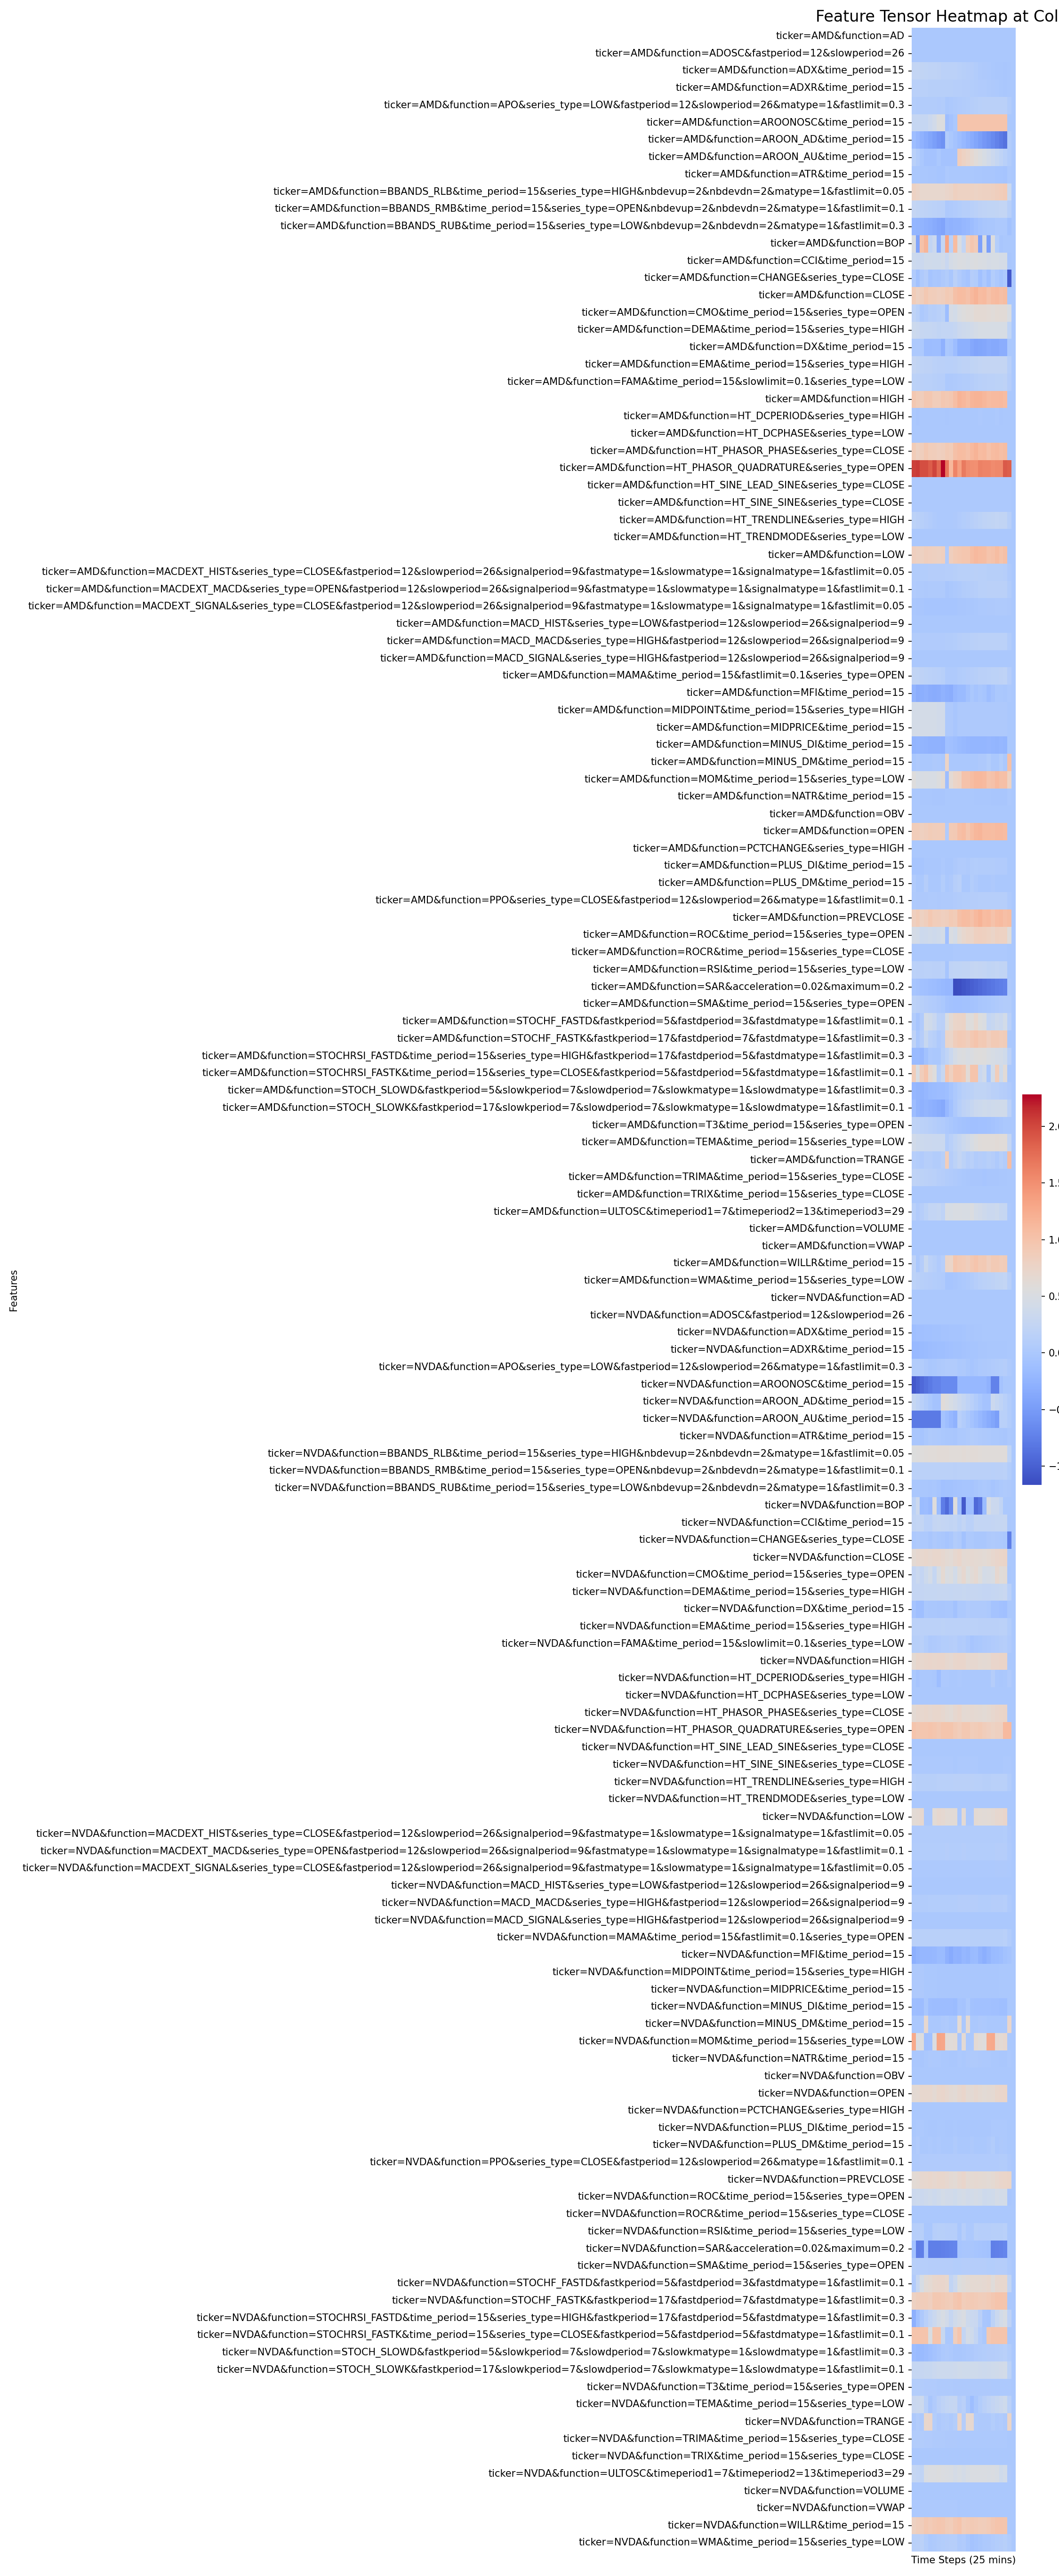 Feature Tensor Heatmap at Col
ticker=AMD&function=AD
ticker=AMD&function=ADOSC&fastperiod=12&slowperiod=26
ticker=AMD&function=ADX&time_period=15
ticker=AMD&function=ADXR&time_period=15
ticker=AMD&function=APO&series_type=LOW&fastperiod=12&slowperiod=26&matype=1&fastlimit=0.3
ticker=AMD&function=AROONOSC&time_period=15
ticker=AMD&function=AROON_AD&time_period=15
ticker=AMD&function=AROON_AU&time_period=15
ticker=AMD&function=ATR&time_period=15
ticker=AMD&function=BBANDS_RLB&time_period=15&series_type=HIGH&nbdevup=2&nbdevdn=2&matype=1&fastlimit=0.05
ticker=AMD&function=BBANDS_RMB&time_period=15&series_type=OPEN&nbdevup=2&nbdevdn=2&matype=1&fastlimit=0.1
ticker=AMD&function=BBANDS_RUB&time_period=15&series_type=LOW&nbdevup=2&nbdevdn=2&matype=1&fastlimit=0.3
ticker=AMD&function=BOP
ticker=AMD&function=CCI&time_period=15
ticker=AMD&function=CHANGE&series_type=CLOSE
ticker=AMD&function=CLOSE
ticker=AMD&function=CMO&time_period=15&series_type=OPEN
ticker=AMD&function=DEMA&time_period=15&series_type=HIGH
ticker=AMD&function=DX&time_period=15
ticker=AMD&function=EMA&time_period=15&series_type=HIGH
ticker=AMD&function=FAMA&time_period=15&slowlimit=0.1&series_type=LOW
ticker=AMD&function=HIGH
ticker=AMD&function=HT_DCPERIOD&series_type=HIGH
ticker=AMD&function=HT_DCPHASE&series_type=LOW
ticker=AMD&function=HT_PHASOR_PHASE&series_type=CLOSE
ticker=AMD&function=HT_PHASOR_QUADRATURE&series_type=OPEN
ticker=AMD&function=HT_SINE_LEAD_SINE&series_type=CLOSE
ticker=AMD&function=HT_SINE_SINE&series_type=CLOSE
ticker=AMD&function=HT_TRENDLINE&series_type=HIGH
ticker=AMD&function=HT_TRENDMODE&series_type=LOW
ticker=AMD&function=LOW
ticker=AMD&function=MACDEXT_HIST&series_type=CLOSE&fastperiod=12&slowperiod=26&signalperiod=9&fastmatype=1&slowmatype=1&signalmatype=1&fastlimit=0.05
ticker=AMD&function=MACDEXT_MACD&series_type=OPEN&fastperiod=12&slowperiod=26&signalperiod=9&fastmatype=1&slowmatype=1&signalmatype=1&fastlimit=0.1
ticker=AMD&function=MACDEXT_SIGNAL&series_type=CLOSE&fastperiod=12&slowperiod=26&signalperiod=9&fastmatype=1&slowmatype=1&signalmatype=1&fastlimit=0.05
ticker=AMD&function=MACD_HIST&series_type=LOW&fastperiod=12&slowperiod=26&signalperiod=9
ticker=AMD&function=MACD_MACD&series_type=HIGH&fastperiod=12&slowperiod=26&signalperiod=9
ticker=AMD&function=MACD_SIGNAL&series_type=HIGH&fastperiod=12&slowperiod=26&signalperiod=9
ticker=AMD&function=MAMA&time_period=15&fastlimit=0.1&series_type=OPEN
ticker=AMD&function=MFI&time_period=15
ticker=AMD&function=MIDPOINT&time_period=15&series_type=HIGH
ticker=AMD&function=MIDPRICE&time_period=15
ticker=AMD&function=MINUS_DI&time_period=15
ticker=AMD&function=MINUS_DM&time_period=15
ticker=AMD&function=MOM&time_period=15&series_type=LOW
ticker=AMD&function=NATR&time_period=15
ticker=AMD&function=OBV
ticker=AMD&function=OPEN
ticker=AMD&function=PCTCHANGE&series_type=HIGH
ticker=AMD&function=PLUS_DI&time_period=15
ticker=AMD&function=PLUS_DM&time_period=15
ticker=AMD&function=PPO&series_type=CLOSE&fastperiod=12&slowperiod=26&matype=1&fastlimit=0.1
ticker=AMD&function=PREVCLOSE
ticker=AMD&function=ROC&time_period=15&series_type=OPEN
ticker=AMD&function=ROCR&time_period=15&series_type=CLOSE
ticker=AMD&function=RSI&time_period=15&series_type=LOW
ticker=AMD&function=SAR&acceleration=0.02&maximum=0.2
ticker=AMD&function=SMA&time_period=15&series_type=OPEN
ticker=AMD&function=STOCHF_FASTD&fastkperiod=5&fastdperiod=3&fastdmatype=1&fastlimit=0.1
ticker=AMD&function=STOCHF_FASTK&fastkperiod=17&fastdperiod=7&fastdmatype=1&fastlimit=0.3
ticker=AMD&function=STOCHRSI_FASTD&time_period=15&series_type=HIGH&fastkperiod=17&fastdperiod=5&fastdmatype=1&fastlimit=0.3
ticker=AMD&function=STOCHRSI_FASTK&time_period=15&series_type=CLOSE&fastkperiod=5&fastdperiod=5&fastdmatype=1&fastlimit=0.1
ticker=AMD&function=STOCH_SLOWD&fastkperiod=5&slowkperiod=7&slowdperiod=7&slowkmatype=1&slowdmatype=1&fastlimit=0.3
ticker=AMD&function=STOCH_SLOWK&fastkperiod=17&slowkperiod=7&slowdperiod=7&slowkmatype=1&slowdmatype=1&fastlimit=0.1
ticker=AMD&function=T3&time_period=15&series_type=OPEN
ticker=AMD&function=TEMA&time_period=15&series_type=LOW
ticker=AMD&function=TRANGE
ticker=AMD&function=TRIMA&time_period=15&series_type=CLOSE
ticker=AMD&function=TRIX&time_period=15&series_type=CLOSE
ticker=AMD&function=ULTOSC&timeperiod1=7&timeperiod2=13&timeperiod3=29
ticker=AMD&function=VOLUME
ticker=AMD&function=VWAP
ticker=AMD&function=WILLR&time_period=15
ticker=AMD&function=WMA&time_period=15&series_type=LOW
ticker=NVDA&function=AD
ticker=NVDA&function=ADOSC&fastperiod=12&slowperiod=26
ticker=NVDA&function=ADX&time_period=15
ticker=NVDA&function=ADXR&time_period=15
ticker=NVDA&function=APO&series_type=LOW&fastperiod=12&slowperiod=26&matype=1&fastlimit=0.3
ticker=NVDA&function=AROONOSC&time_period=15
ticker=NVDA&function=AROON_AD&time_period=15
ticker=NVDA&function=AROON_AU&time_period=15
ticker=NVDA&function=ATR&time_period=15
ticker=NVDA&function=BBANDS_RLB&time_period=15&series_type=HIGH&nbdevup=2&nbdevdn=2&matype=1&fastlimit=0.05
ticker=NVDA&function=BBANDS_RMB&time_period=15&series_type=OPEN&nbdevup=2&nbdevdn=2&matype=1&fastlimit=0.1
ticker=NVDA&function=BBANDS_RUB&time_period=15&series_type=LOW&nbdevup=2&nbdevdn=2&matype=1&fastlimit=0.3
ticker=NVDA&function=BOP
ticker=NVDA&function=CCI&time_period=15
ticker=NVDA&function=CHANGE&series_type=CLOSE
ticker=NVDA&function=CLOSE
ticker=NVDA&function=CMO&time_period=15&series_type=OPEN
ticker=NVDA&function=DEMA&time_period=15&series_type=HIGH
ticker=NVDA&function=DX&time_period=15
ticker=NVDA&function=EMA&time_period=15&series_type=HIGH
ticker=NVDA&function=FAMA&time_period=15&slowlimit=0.1&series_type=LOW
ticker=NVDA&function=HIGH
ticker=NVDA&function=HT_DCPERIOD&series_type=HIGH
ticker=NVDA&function=HT_DCPHASE&series_type=LOW
ticker=NVDA&function=HT_PHASOR_PHASE&series_type=CLOSE
ticker=NVDA&function=HT_PHASOR_QUADRATURE&series_type=OPEN
ticker=NVDA&function=HT_SINE_LEAD_SINE&series_type=CLOSE
ticker=NVDA&function=HT_SINE_SINE&series_type=CLOSE
ticker=NVDA&function=HT_TRENDLINE&series_type=HIGH
ticker=NVDA&function=HT_TRENDMODE&series_type=LOW
ticker=NVDA&function=LOW
ticker=NVDA&function=MACDEXT_HIST&series_type=CLOSE&fastperiod=12&slowperiod=26&signalperiod=9&fastmatype=1&slowmatype=1&signalmatype=1&fastlimit=0.05
ticker=NVDA&function=MACDEXT_MACD&series_type=OPEN&fastperiod=12&slowperiod=26&signalperiod=9&fastmatype=1&slowmatype=1&signalmatype=1&fastlimit=0.1
ticker=NVDA&function=MACDEXT_SIGNAL&series_type=CLOSE&fastperiod=12&slowperiod=26&signalperiod=9&fastmatype=1&slowmatype=1&signalmatype=1&fastlimit=0.05
ticker=NVDA&function=MACD_HIST&series_type=LOW&fastperiod=12&slowperiod=26&signalperiod=9
ticker=NVDA&function=MACD_MACD&series_type=HIGH&fastperiod=12&slowperiod=26&signalperiod=9
ticker=NVDA&function=MACD_SIGNAL&series_type=HIGH&fastperiod=12&slowperiod=26&signalperiod=9
ticker=NVDA&function=MAMA&time_period=15&fastlimit=0.1&series_type=OPEN
ticker=NVDA&function=MFI&time_period=15
ticker=NVDA&function=MIDPOINT&time_period=15&series_type=HIGH
ticker=NVDA&function=MIDPRICE&time_period=15
ticker=NVDA&function=MINUS_DI&time_period=15
ticker=NVDA&function=MINUS_DM&time_period=15
ticker=NVDA&function=MOM&time_period=15&series_type=LOW
ticker=NVDA&function=NATR&time_period=15
ticker=NVDA&function=OBV
ticker=NVDA&function=OPEN
ticker=NVDA&function=PCTCHANGE&series_type=HIGH
ticker=NVDA&function=PLUS_DI&time_period=15
ticker=NVDA&function=PLUS_DM&time_period=15
ticker=NVDA&function=PPO&series_type=CLOSE&fastperiod=12&slowperiod=26&matype=1&fastlimit=0.1
ticker=NVDA&function=PREVCLOSE
ticker=NVDA&function=ROC&time_period=15&series_type=OPEN
ticker=NVDA&function=ROCR&time_period=15&series_type=CLOSE
ticker=NVDA&function=RSI&time_period=15&series_type=LOW
ticker=NVDA&function=SAR&acceleration=0.02&maximum=0.2
ticker=NVDA&function=SMA&time_period=15&series_type=OPEN
ticker=NVDA&function=STOCHF_FASTD&fastkperiod=5&fastdperiod=3&fastdmatype=1&fastlimit=0.1
ticker=NVDA&function=STOCHF_FASTK&fastkperiod=17&fastdperiod=7&fastdmatype=1&fastlimit=0.3
ticker=NVDA&function=STOCHRSI_FASTD&time_period=15&series_type=HIGH&fastkperiod=17&fastdperiod=5&fastdmatype=1&fastlimit=0.3
ticker=NVDA&function=STOCHRSI_FASTK&time_period=15&series_type=CLOSE&fastkperiod=5&fastdperiod=5&fastdmatype=1&fastlimit=0.1
ticker=NVDA&function=STOCH_SLOWD&fastkperiod=5&slowkperiod=7&slowdperiod=7&slowkmatype=1&slowdmatype=1&fastlimit=0.3
ticker=NVDA&function=STOCH_SLOWK&fastkperiod=17&slowkperiod=7&slowdperiod=7&slowkmatype=1&slowdmatype=1&fastlimit=0.1
ticker=NVDA&function=T3&time_period=15&series_type=OPEN
ticker=NVDA&function=TEMA&time_period=15&series_type=LOW
ticker=NVDA&function=TRANGE
ticker=NVDA&function=TRIMA&time_period=15&series_type=CLOSE
ticker=NVDA&function=TRIX&time_period=15&series_type=CLOSE
ticker=NVDA&function=ULTOSC&timeperiod1=7&timeperiod2=13&timeperiod3=29
ticker=NVDA&function=VOLUME
ticker=NVDA&function=VWAP
ticker=NVDA&function=WILLR&time_period=15
ticker=NVDA&function=WMA&time_period=15&series_type=LOW
Features
Time Steps (25 mins)
2.0
1.5
1.0
0.5
0.0